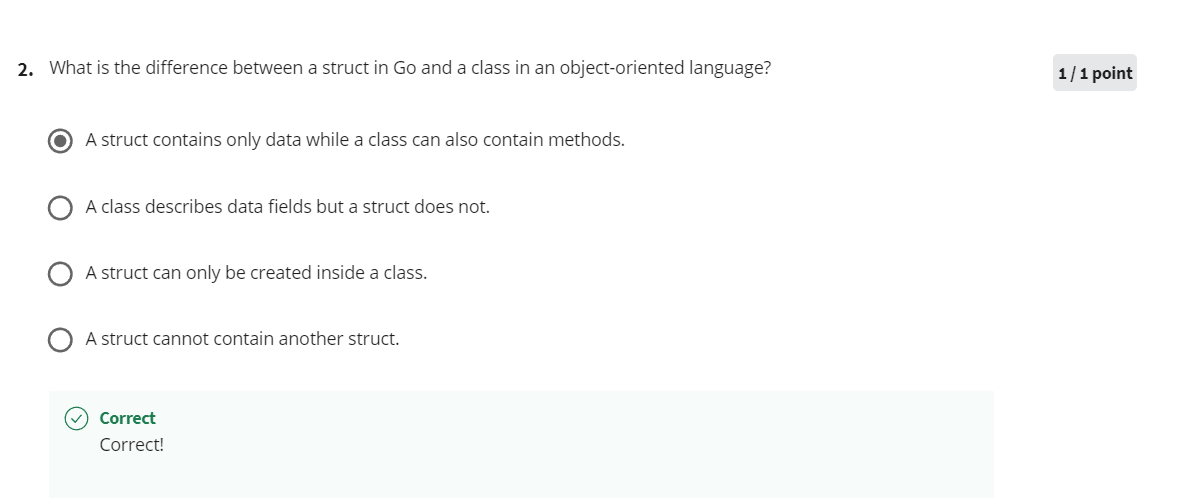 2. What is the difference between a struct in Go and a class in an object-oriented language?
1 / 1 point
A struct contains only data while a class can also contain methods.
A class describes data fields but a struct does not.
A struct can only be created inside a class.
A struct cannot contain another struct.
Correct
Correct!